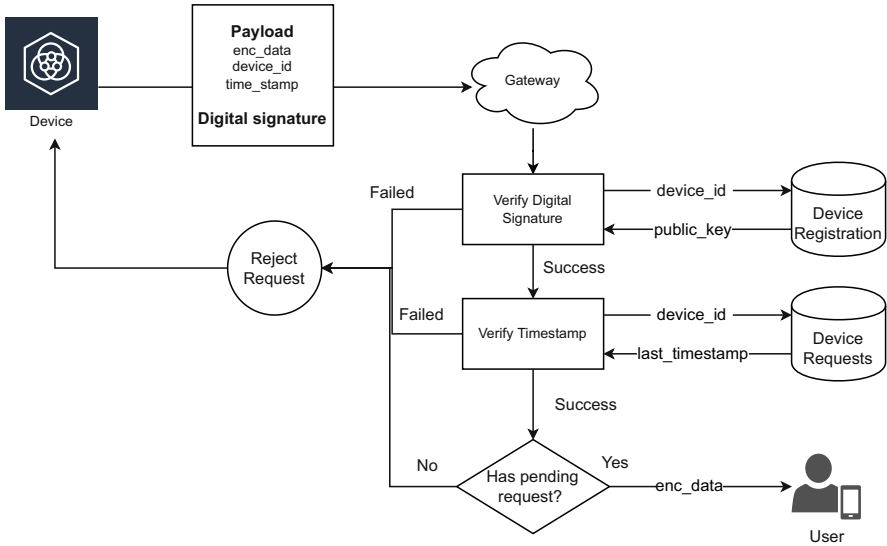 Payload
enc_data
device_id
time_stamp
Digital signature
Device
Gateway
Failed
Verify Digital
Signature
device_id
public_key
Device
Registration
Reject
Request
Success
Failed
Verify Timestamp
device_id
last_timestamp
Device
Requests
Success
No
Has pending
request?
Yes
enc_data
User